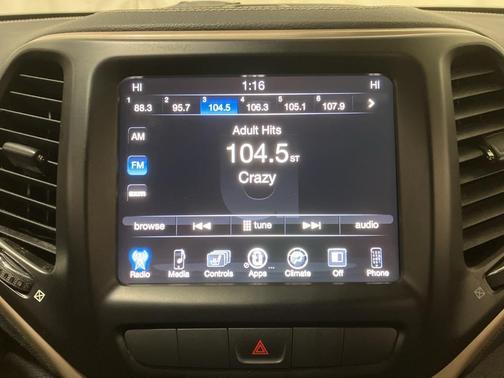 HI 1:16 HI
1 88.3 2 95.7 3 104.5 4 106.3 5 105.1 6 107.9
AM
Adult Hits
FM
104.5 ST
Crazy
browse tune audio
Radio Media Controls Apps Climate Off Phone